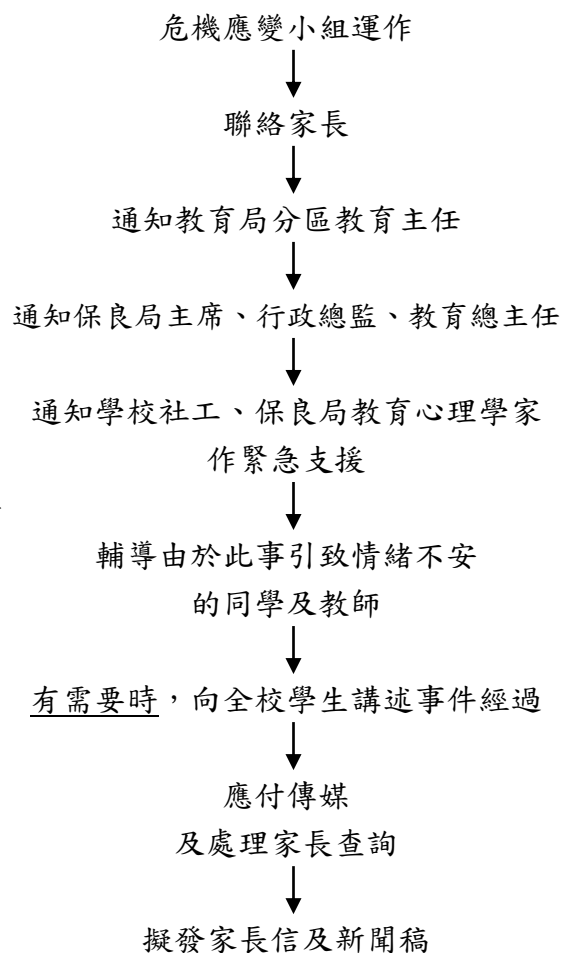 危機應變小組運作
聯絡家長
通知教育局分區教育主任
通知保良局主席、行政總監、教育總主任
通知學校社工、保良局教育心理學家
作緊急支援
輔導由於此事引致情緒不安
的同學及教師
有需要時，向全校學生講述事件經過
應付傳媒
及處理家長查詢
擬發家長信及新聞稿